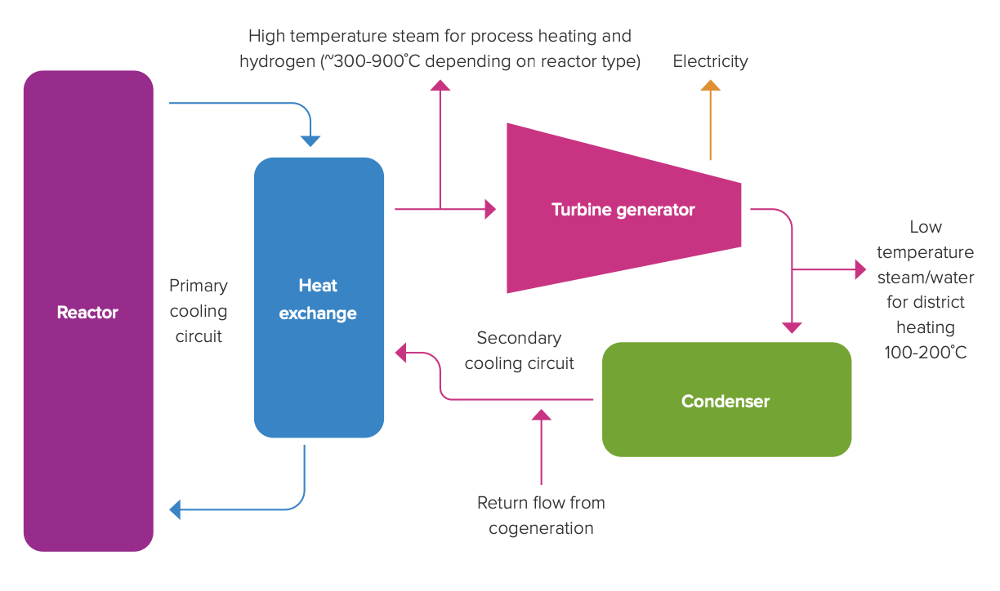 High temperature steam for process heating and
hydrogen (~300-900˚C depending on reactor type)
Electricity
Turbine generator
Low
temperature
steam/water
for district
heating
100-200˚C
Primary
cooling
circuit
Heat
exchange
Reactor
Secondary
cooling circuit
Condenser
Return flow from
cogeneration